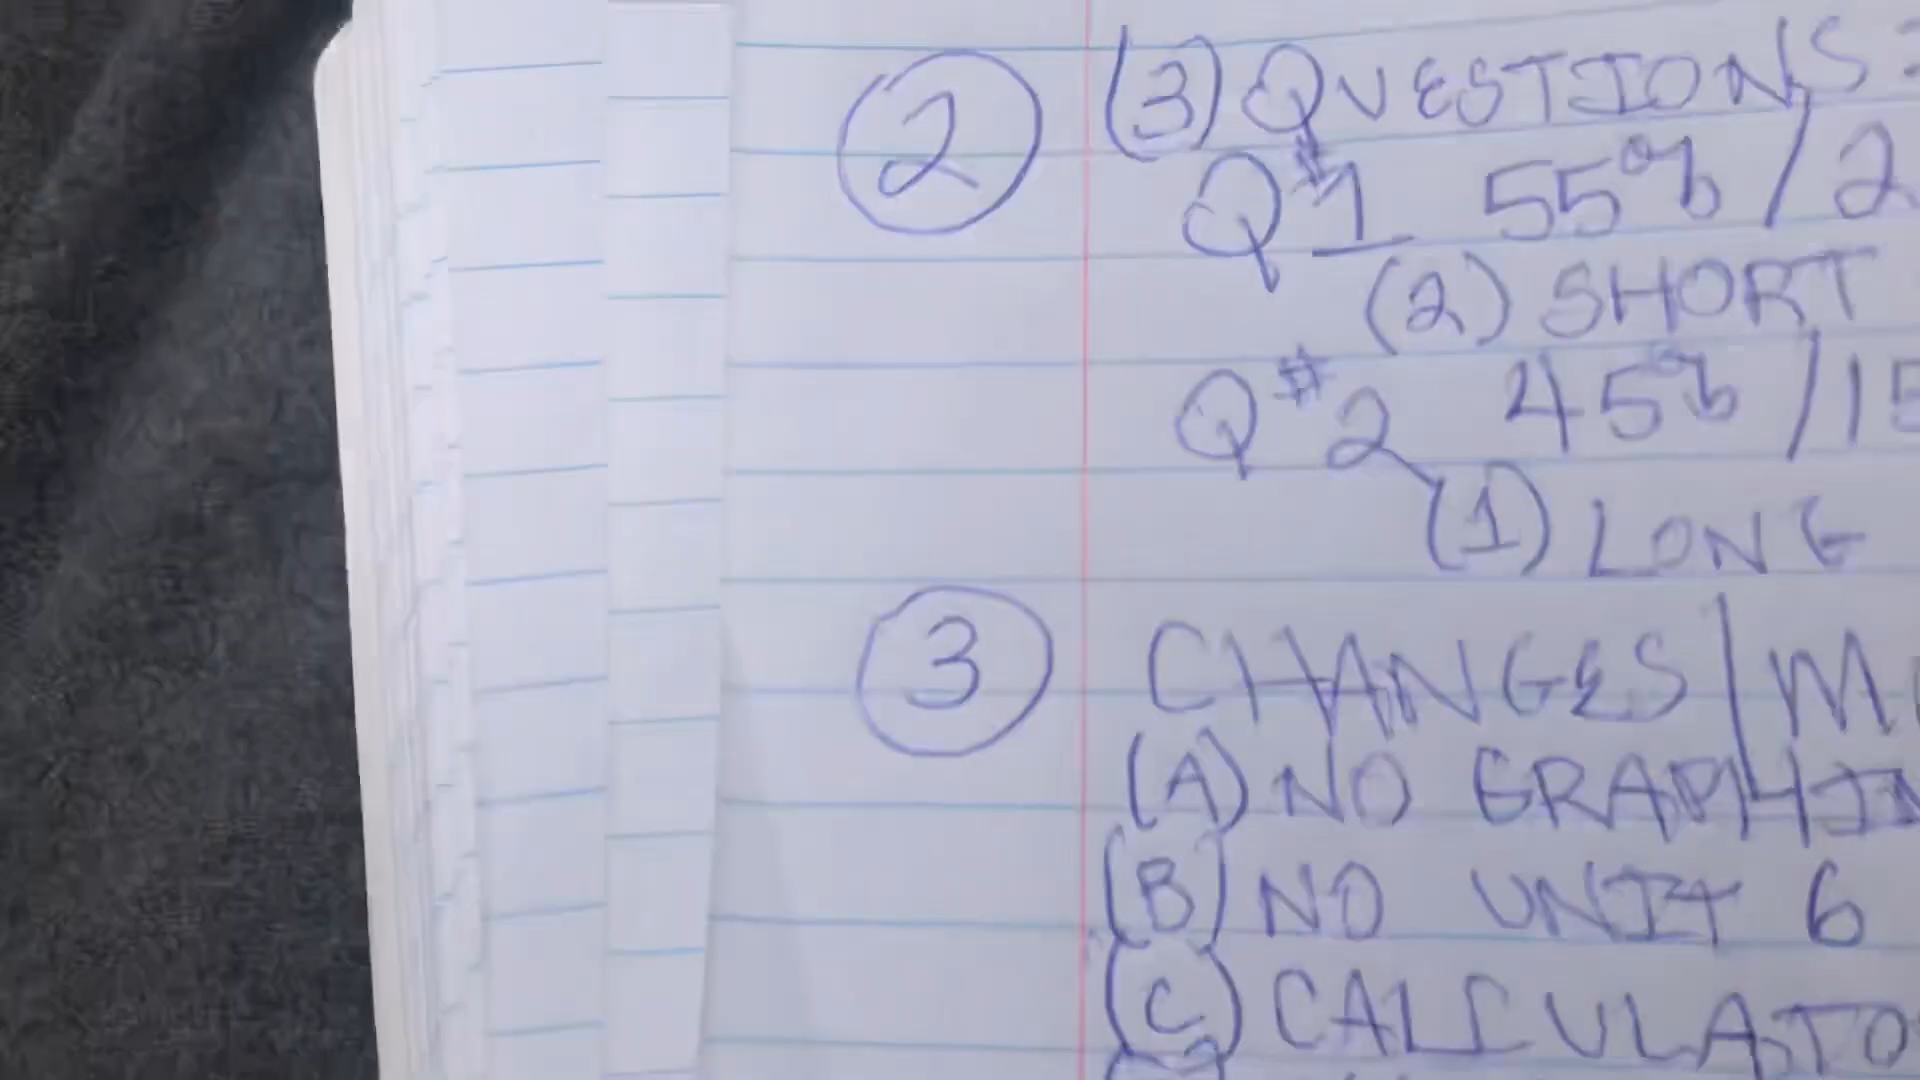 ② (3) QUESTIONS:
Q#1 55% / 2
(2) SHORT
Q#2 45% / 15
(1) LONG
③ CHANGES / M
(A) NO GRAPHIN
(B) NO UNIT 6
(C) CALCULATO